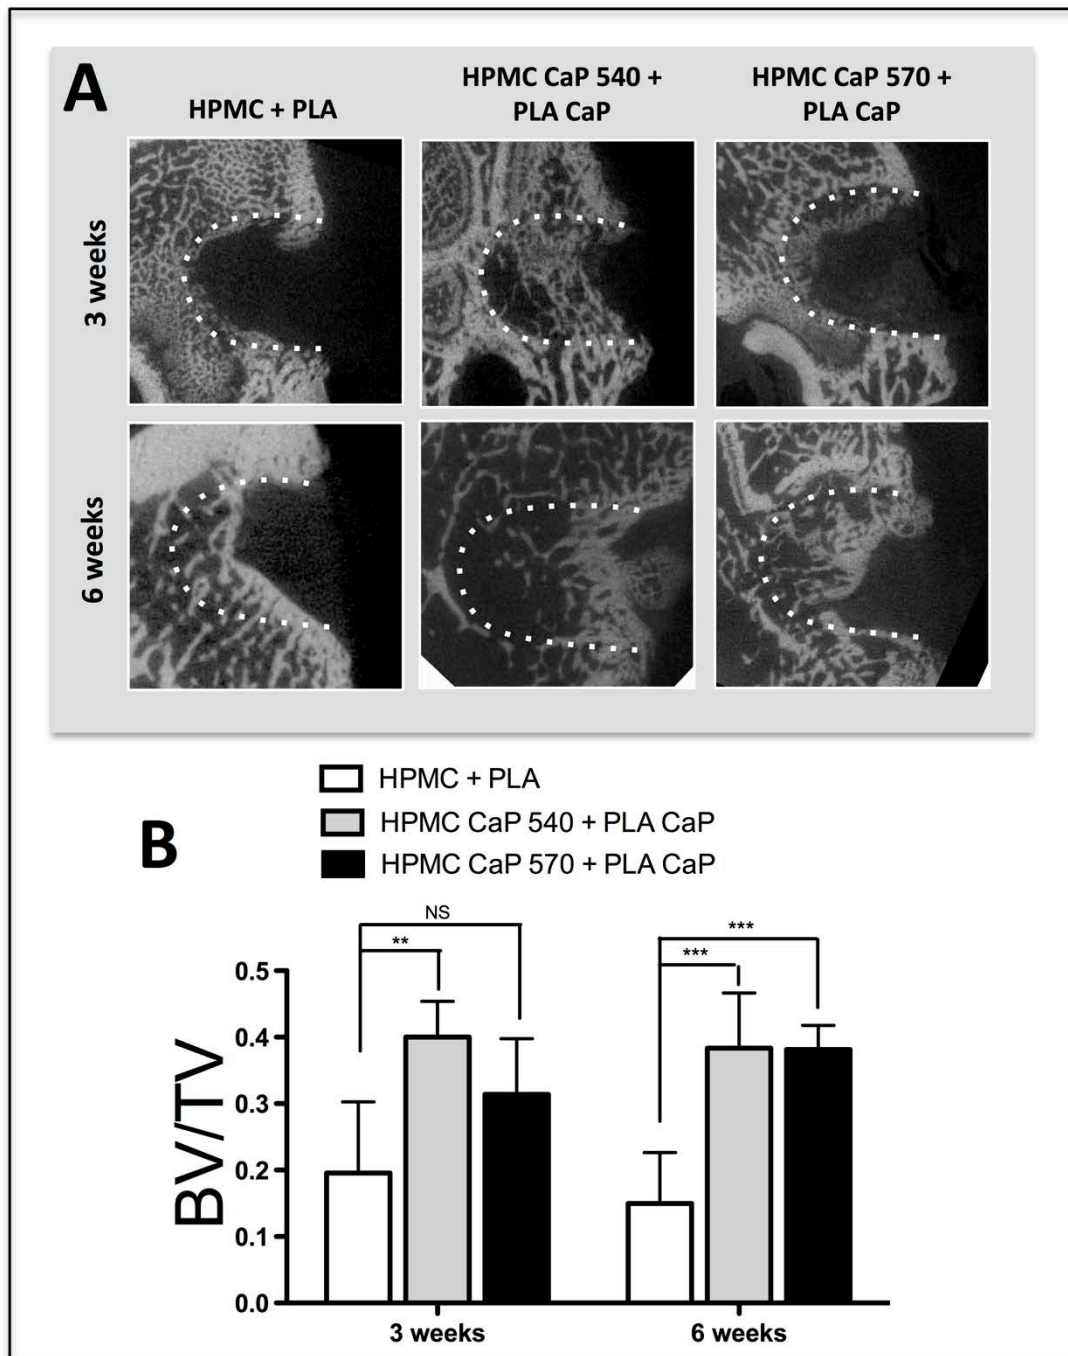 A
HPMC + PLA
HPMC CaP 540 +
PLA CaP
HPMC CaP 570 +
PLA CaP
3 weeks
6 weeks
B
HPMC + PLA
HPMC CaP 540 + PLA CaP
HPMC CaP 570 + PLA CaP
NS
**
***
***
BV/TV
0.5
0.4
0.3
0.2
0.1
0.0
3 weeks
6 weeks